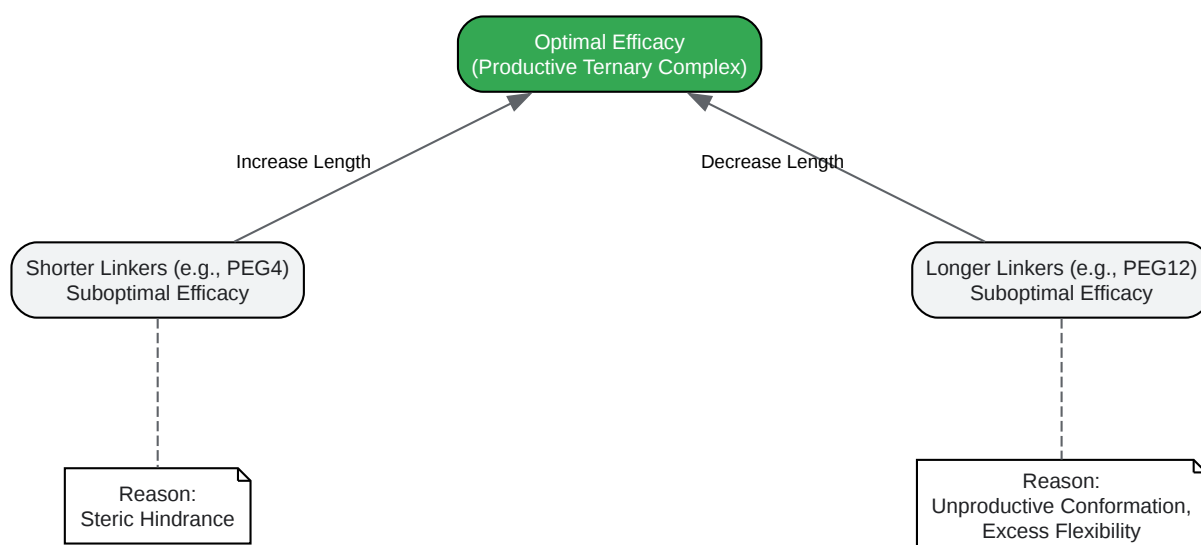 Optimal Efficacy
(Productive Ternary Complex)
Increase Length
Decrease Length
Shorter Linkers (e.g., PEG4)
Suboptimal Efficacy
Longer Linkers (e.g., PEG12)
Suboptimal Efficacy
Reason:
Steric Hindrance
Reason:
Unproductive Conformation,
Excess Flexibility